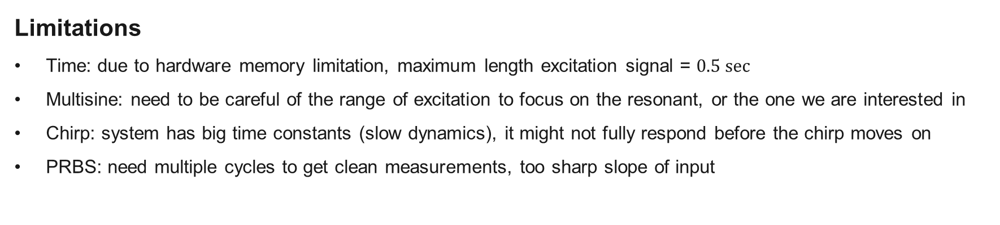 Limitations
• Time: due to hardware memory limitation, maximum length excitation signal = 0.5 sec
• Multisine: need to be careful of the range of excitation to focus on the resonant, or the one we are interested in
• Chirp: system has big time constants (slow dynamics), it might not fully respond before the chirp moves on
• PRBS: need multiple cycles to get clean measurements, too sharp slope of input